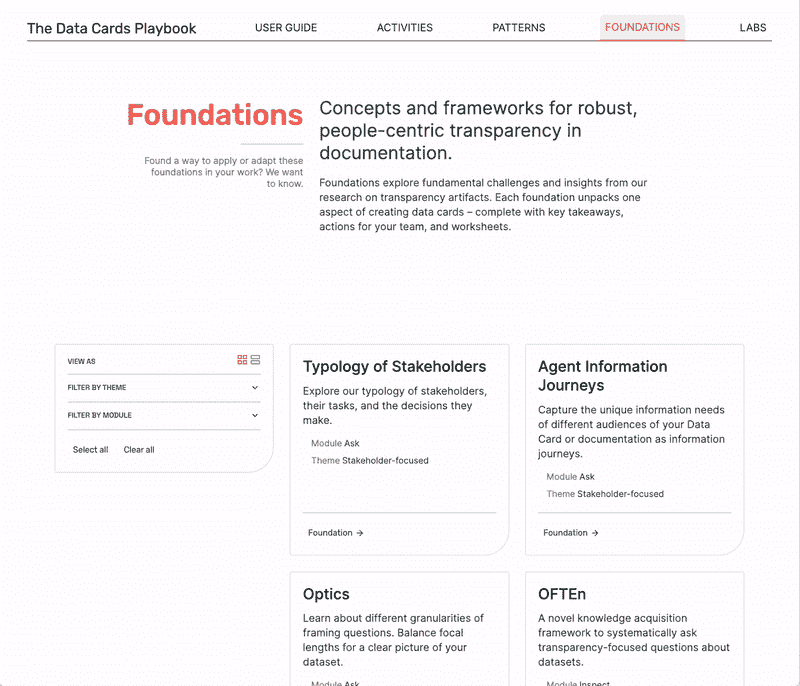 The Data Cards Playbook
USER GUIDE
ACTIVITIES
PATTERNS
FOUNDATIONS
LABS
Foundations
Found a way to apply or adapt these
foundations in your work? We want
to know.
Concepts and frameworks for robust,
people-centric transparency in
documentation.
Foundations explore fundamental challenges and insights from our
research on transparency artifacts. Each foundation unpacks one
aspect of creating data cards – complete with key takeaways,
actions for your team, and worksheets.
VIEW AS
FILTER BY THEME
FILTER BY MODULE
Select all
Clear all
Typology of Stakeholders
Explore our typology of stakeholders,
their tasks, and the decisions they
make.
Module Ask
Theme Stakeholder-focused
Foundation →
Agent Information
Journeys
Capture the unique information needs
of different audiences of your Data
Card or documentation as information
journeys.
Module Ask
Theme Stakeholder-focused
Foundation →
Optics
Learn about different granularities of
framing questions. Balance focal
lengths for a clear picture of your
dataset.
Module Ask
OFTEn
A novel knowledge acquisition
framework to systematically ask
transparency-focused questions about
datasets.
Module Inspect